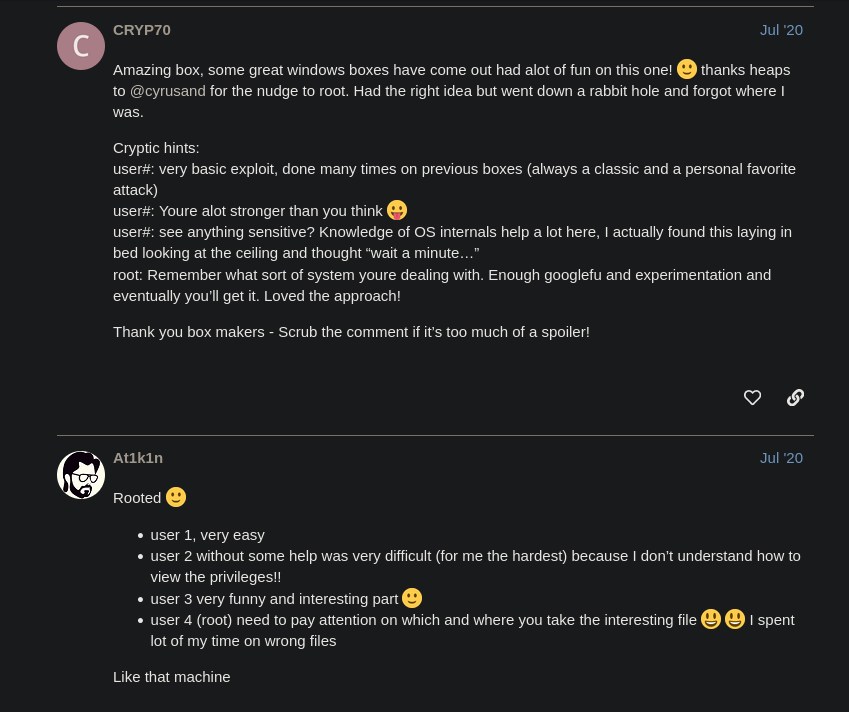 C
CRYP70
Jul '20
Amazing box, some great windows boxes have come out had alot of fun on this one! 🙂 thanks heaps
to @cyrusand for the nudge to root. Had the right idea but went down a rabbit hole and forgot where I
was.
Cryptic hints:
user#: very basic exploit, done many times on previous boxes (always a classic and a personal favorite
attack)
user#: Youre alot stronger than you think 😛
user#: see anything sensitive? Knowledge of OS internals help a lot here, I actually found this laying in
bed looking at the ceiling and thought “wait a minute…”
root: Remember what sort of system youre dealing with. Enough googlefu and experimentation and
eventually you’ll get it. Loved the approach!
Thank you box makers - Scrub the comment if it’s too much of a spoiler!
At1k1n
Jul '20
Rooted 🙂
• user 1, very easy
• user 2 without some help was very difficult (for me the hardest) because I don’t understand how to
view the privileges!!
• user 3 very funny and interesting part 🙂
• user 4 (root) need to pay attention on which and where you take the interesting file 😃 😃 I spent
lot of my time on wrong files
Like that machine